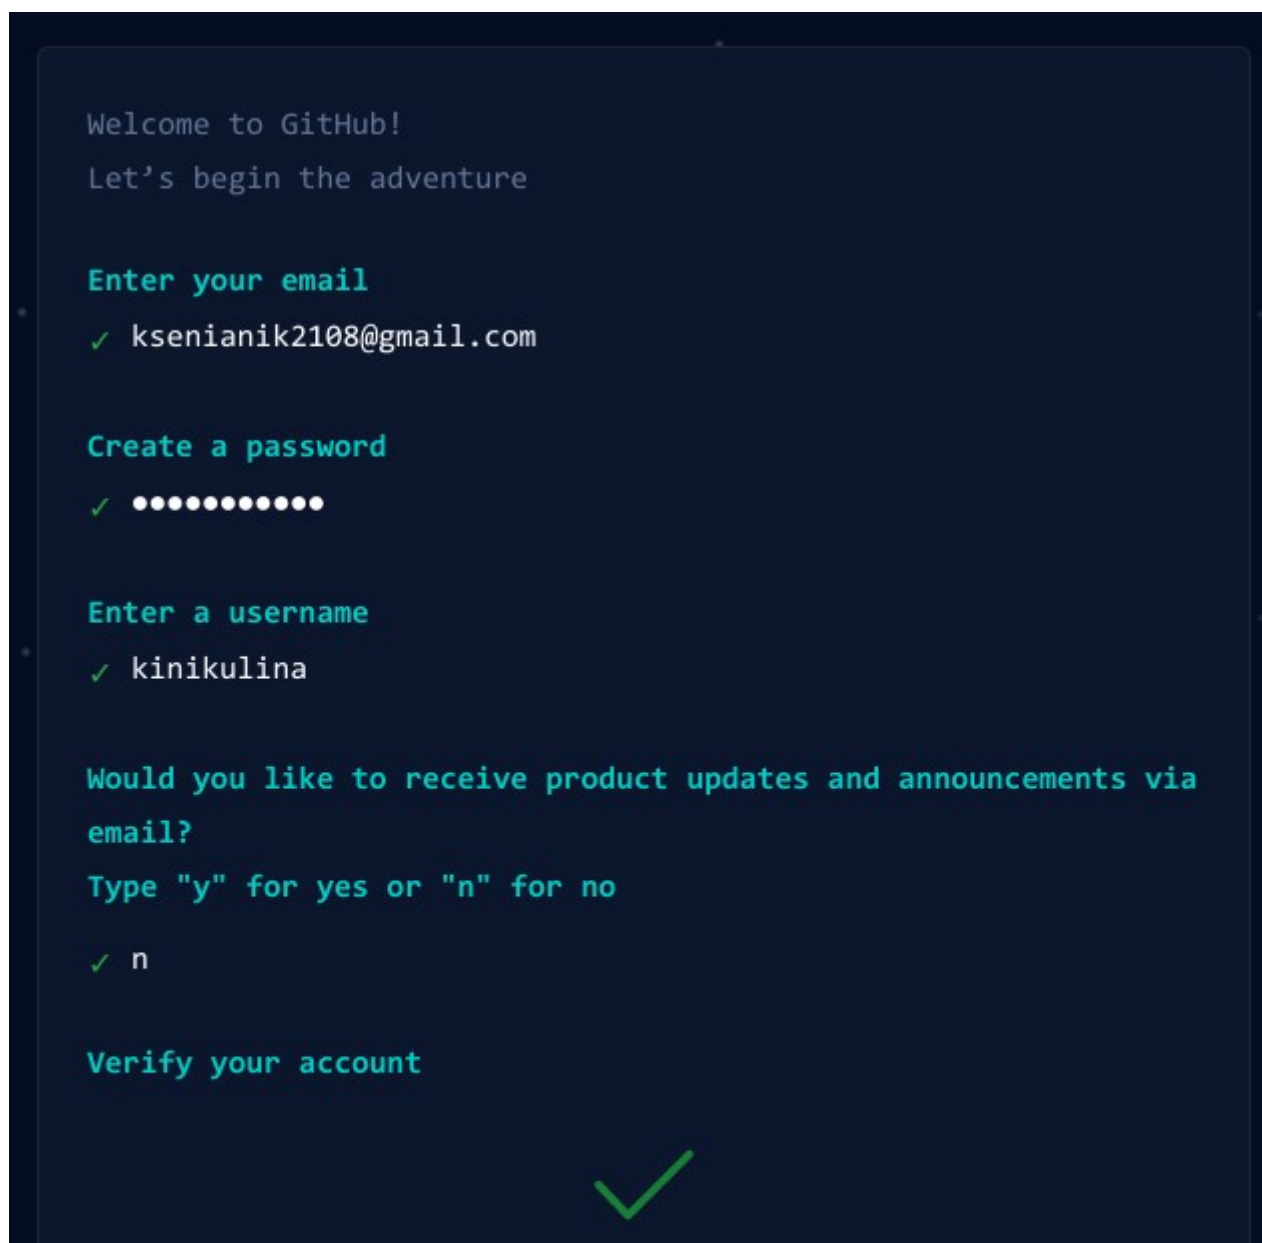 Welcome to GitHub!
Let’s begin the adventure
Enter your email
✓ ksenianik2108@gmail.com
Create a password
✓ •••••••••••
Enter a username
✓ kinikulina
Would you like to receive product updates and announcements via
email?
Type "y" for yes or "n" for no
✓ n
Verify your account